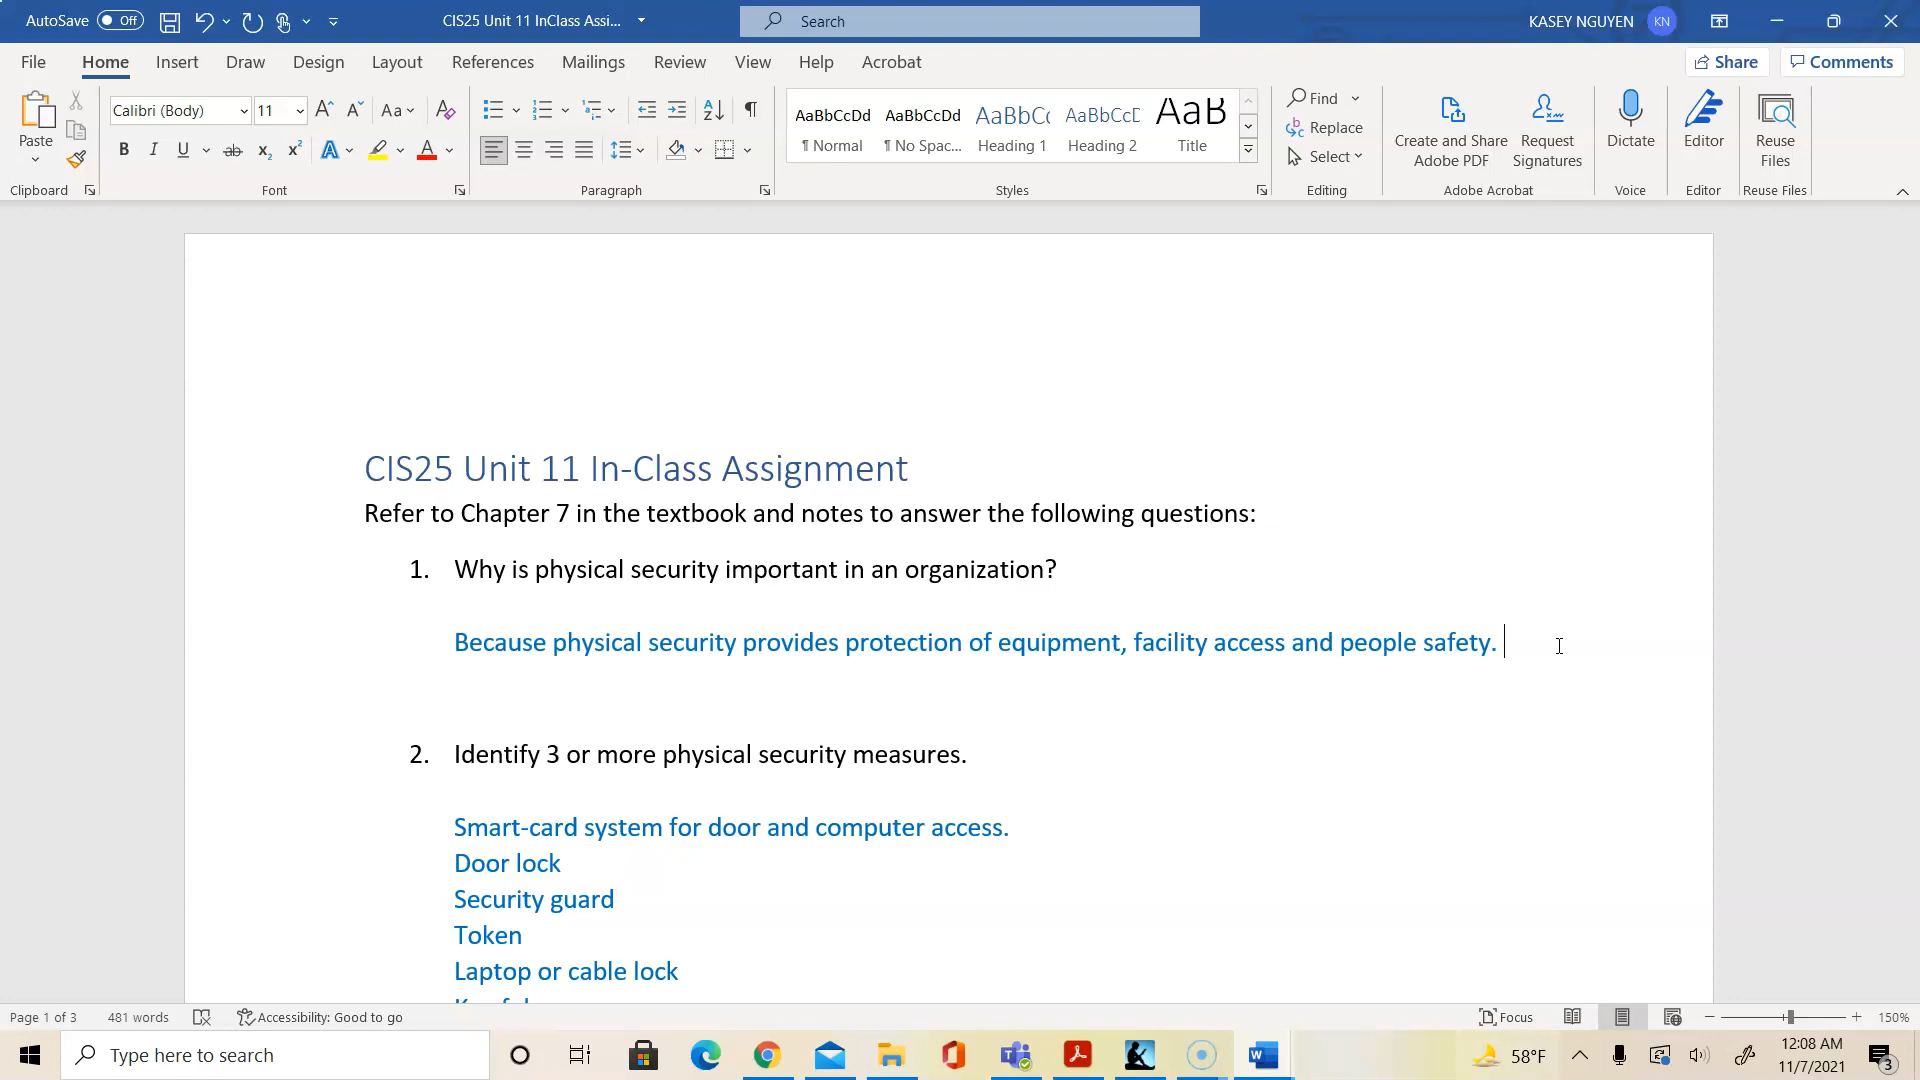 AutoSave Off CIS25 Unit 11 InClass Assi... Search KASEY NGUYEN KN
File Home Insert Draw Design Layout References Mailings Review View Help Acrobat Share Comments
Calibri (Body) 11 Aa
Paste
AaBbCcDd AaBbCcDd AaBbCc AaBbCcD AaB
¶ Normal ¶ No Spac... Heading 1 Heading 2 Title
Find
Replace
Select
Create and Share Adobe PDF
Request Signatures
Dictate
Editor
Reuse Files
Clipboard Font Paragraph Styles Editing Adobe Acrobat Voice Editor Reuse Files
CIS25 Unit 11 In-Class Assignment
Refer to Chapter 7 in the textbook and notes to answer the following questions:
1. Why is physical security important in an organization?
Because physical security provides protection of equipment, facility access and people safety.
2. Identify 3 or more physical security measures.
Smart-card system for door and computer access.
Door lock
Security guard
Token
Laptop or cable lock
Page 1 of 3 481 words Accessibility: Good to go Focus 150%
Type here to search 58°F 12:08 AM
11/7/2021 3